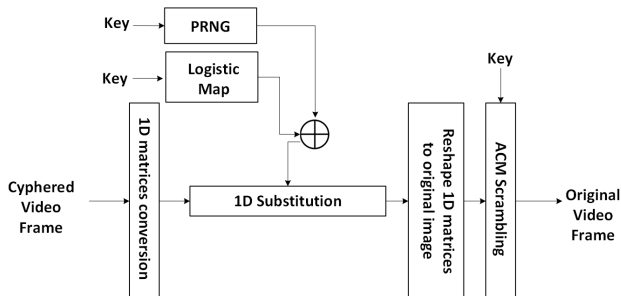 Key
PRNG
Key
Logistic
Map
Key
1D matrices conversion
Cyphered
Video
Frame
1D Substitution
Reshape 1D matrices
to original image
ACM Scrambling
Original
Video
Frame